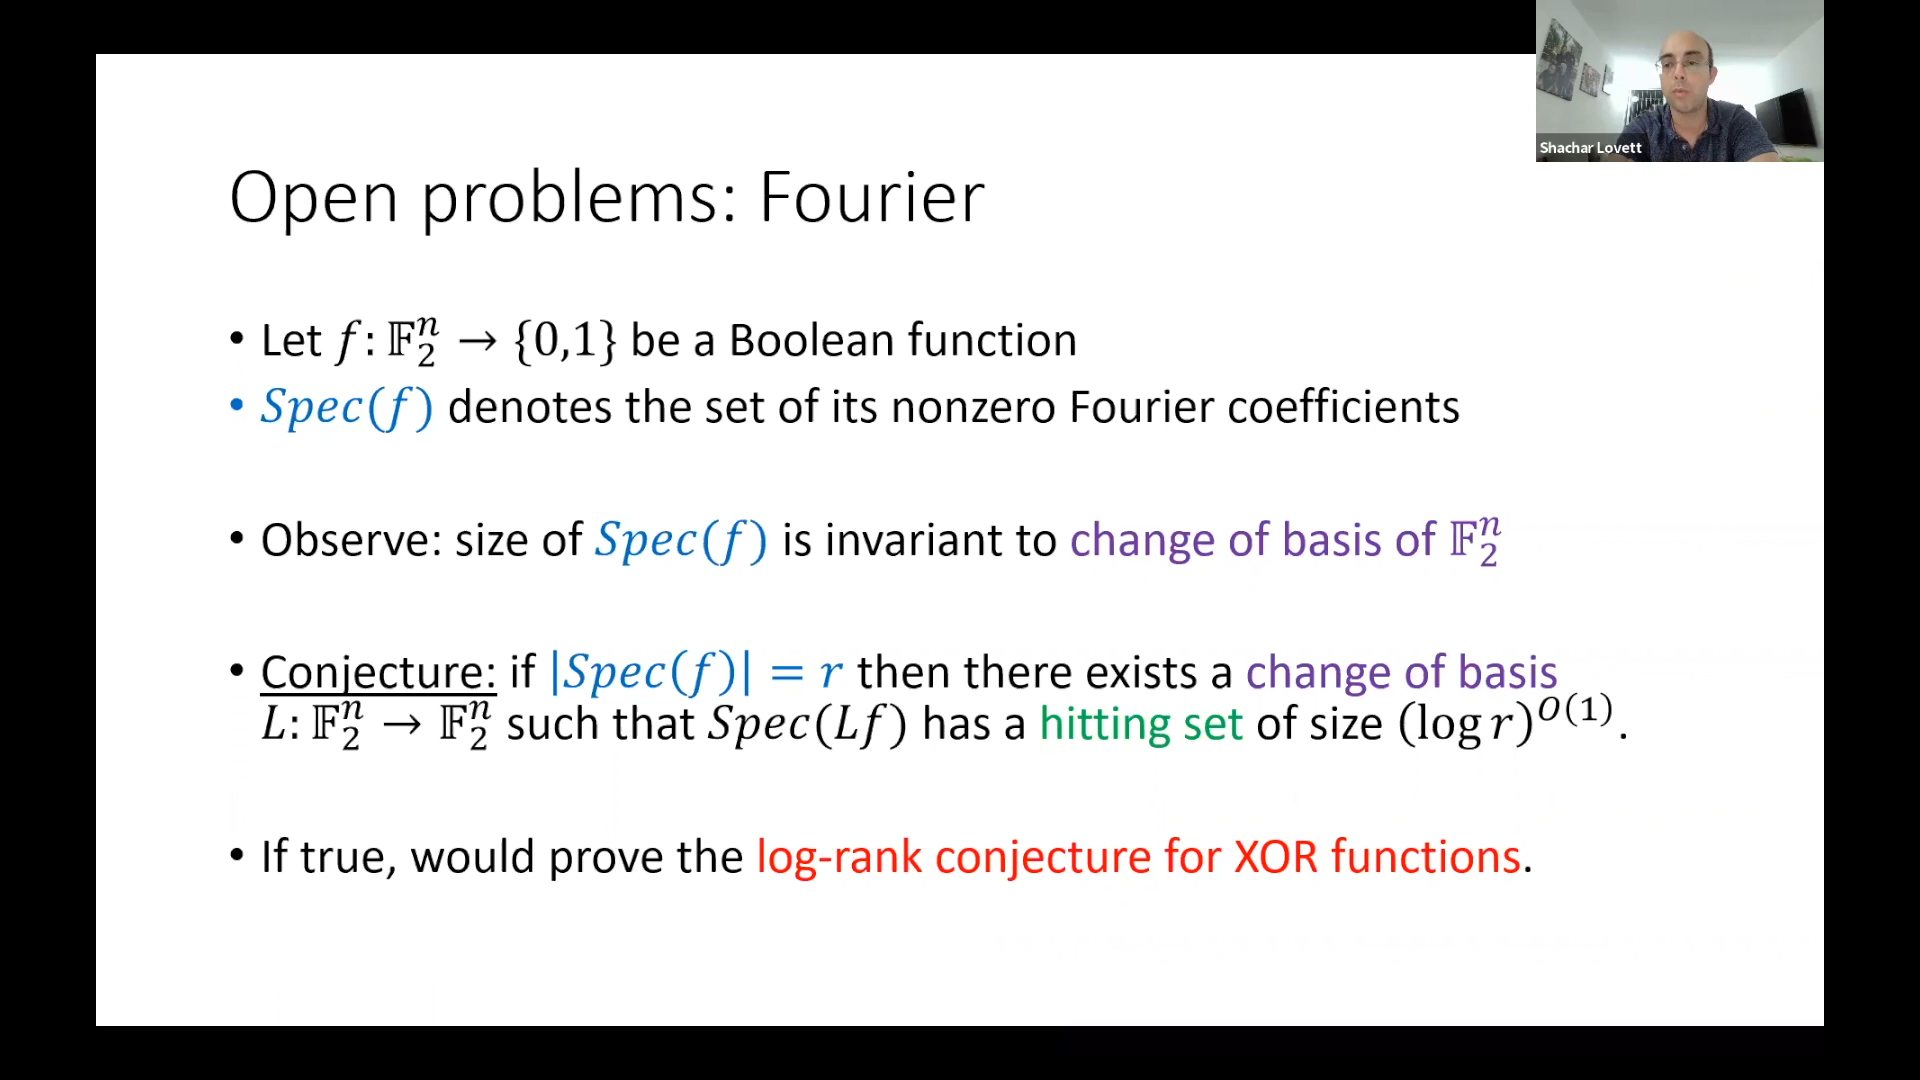 Shachar Lovett
Open problems: Fourier
• Let 𝑓: 𝔽₂ⁿ → {0,1} be a Boolean function
• 𝑆𝑝𝑒𝑐(𝑓) denotes the set of its nonzero Fourier coefficients
• Observe: size of 𝑆𝑝𝑒𝑐(𝑓) is invariant to change of basis of 𝔽₂ⁿ
• Conjecture: if |𝑆𝑝𝑒𝑐(𝑓)| = 𝑟 then there exists a change of basis
𝐿: 𝔽₂ⁿ → 𝔽₂ⁿ such that 𝑆𝑝𝑒𝑐(𝐿𝑓) has a hitting set of size (log 𝑟)^{𝑂(1)}.
• If true, would prove the log-rank conjecture for XOR functions.